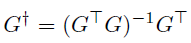 G† = (G⊤G)−1G⊤